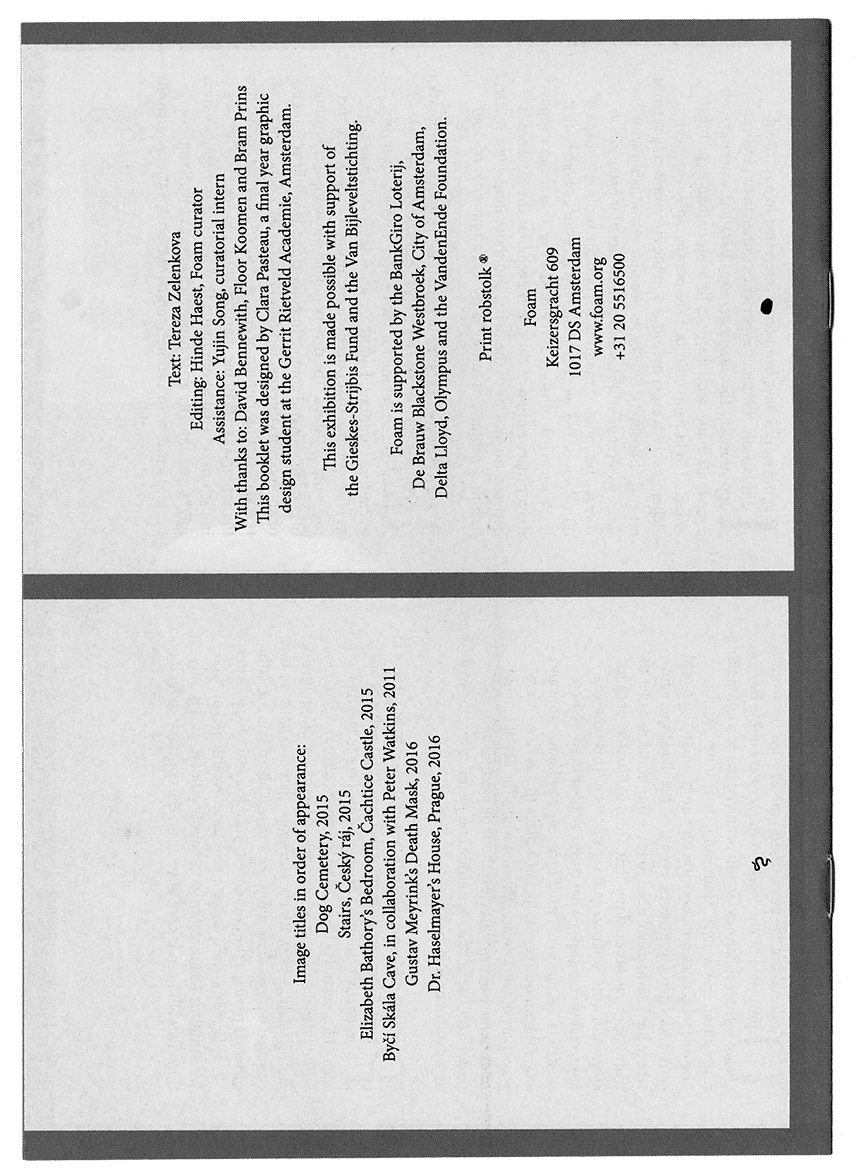 Image titles in order of appearance:
Dog Cemetery, 2015
Stairs, Český ráj, 2015
Elizabeth Bathory's Bedroom, Čachtice Castle, 2015
Byčí Skála Cave, in collaboration with Peter Watkins, 2011
Gustav Meyrink's Death Mask, 2016
Dr. Haselmayer's House, Prague, 2016
Text: Tereza Zelenkova
Editing: Hinde Haest, Foam curator
Assistance: Yujin Song, curatorial intern
With thanks to: David Bennewith, Floor Koomen and Bram Prins
This booklet was designed by Clara Pasteau, a final year graphic
design student at the Gerrit Rietveld Academie, Amsterdam.
This exhibition is made possible with support of
the Gieskes-Strijbis Fund and the Van Bijleveltstichting.
Foam is supported by the BankGiro Loterij,
De Brauw Blackstone Westbroek, City of Amsterdam,
Delta Lloyd, Olympus and the VandenEnde Foundation.
Print robstolk ®
Foam
Keizersgracht 609
1017 DS Amsterdam
www.foam.org
+31 20 5516500